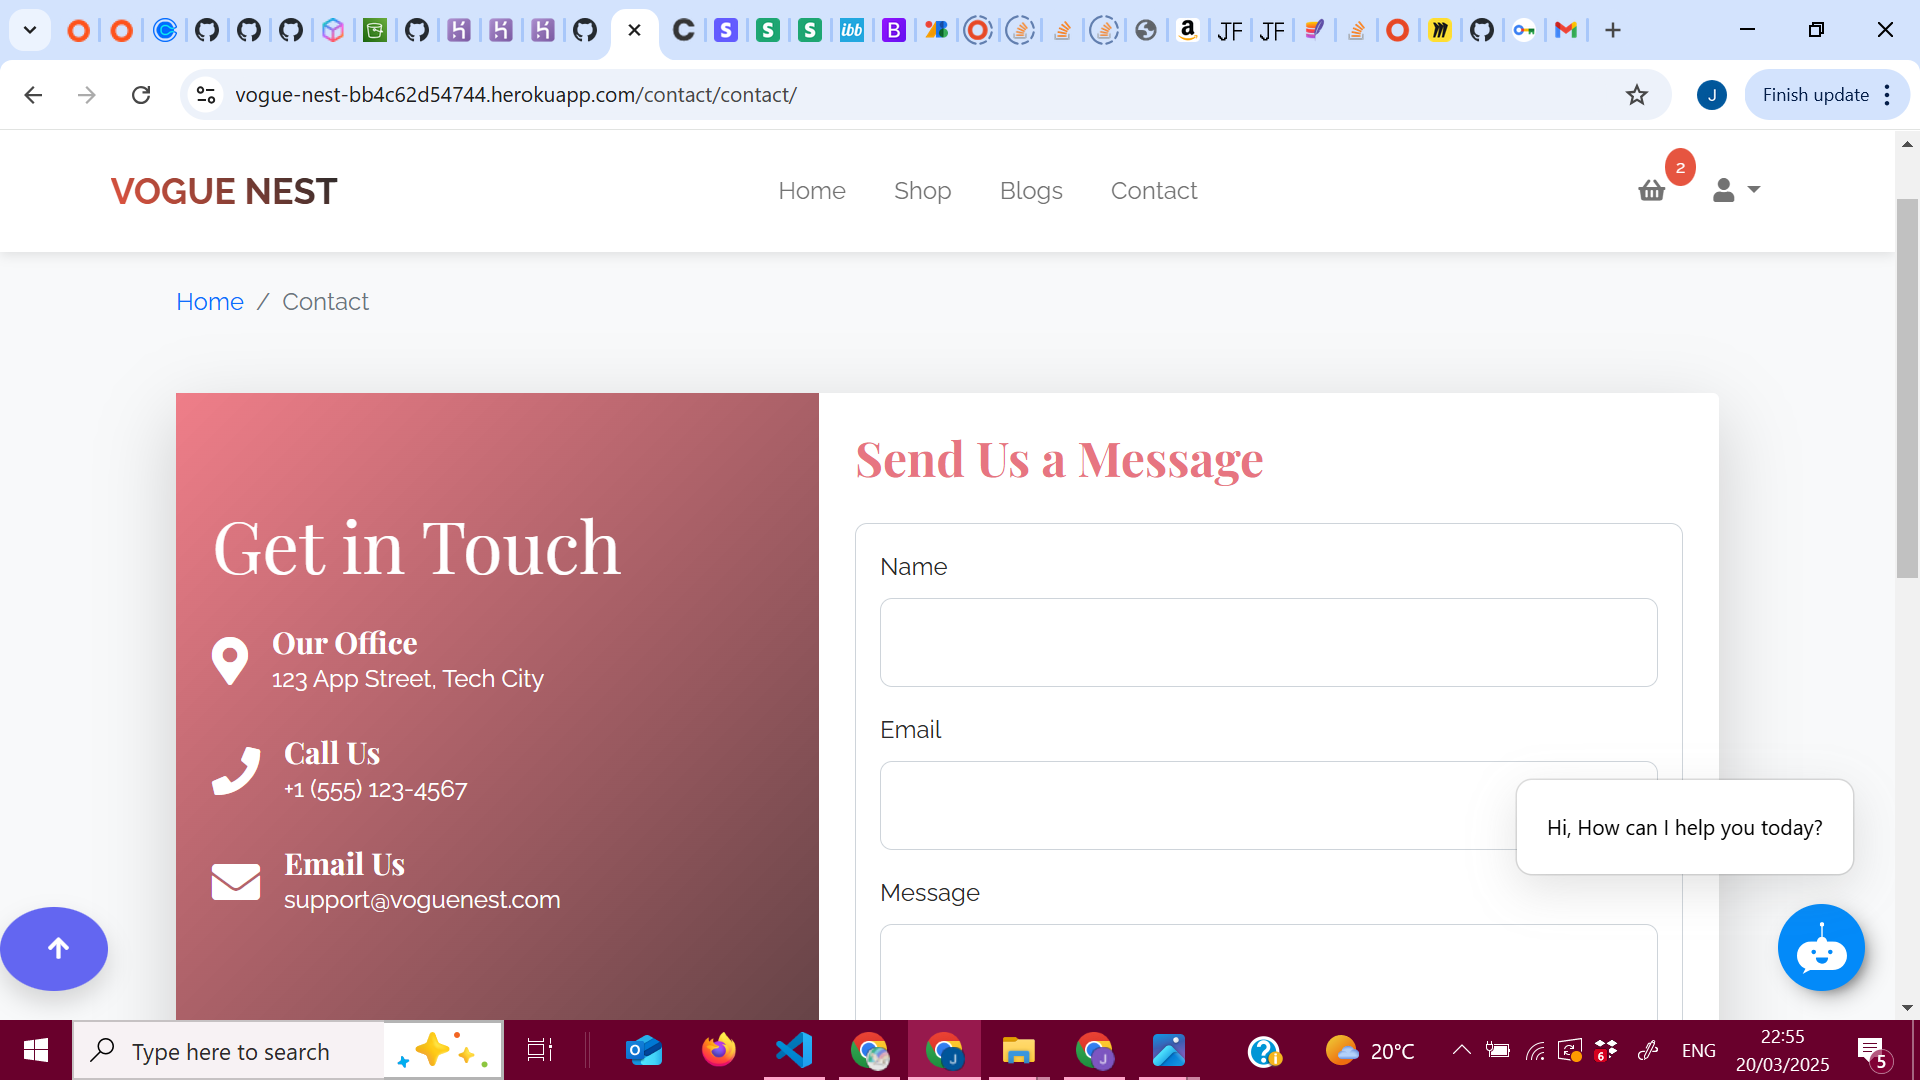 ibb
B
JF
JF
vogue-nest-bb4c62d54744.herokuapp.com/contact/contact/
J
Finish update
VOGUE NEST
Home
Shop
Blogs
Contact
2
Home / Contact
Get in Touch
Our Office
123 App Street, Tech City
Call Us
+1 (555) 123-4567
Email Us
support@voguenest.com
Send Us a Message
Name
Email
Message
Hi, How can I help you today?
Type here to search
20°C
6
ENG
22:55
20/03/2025
5